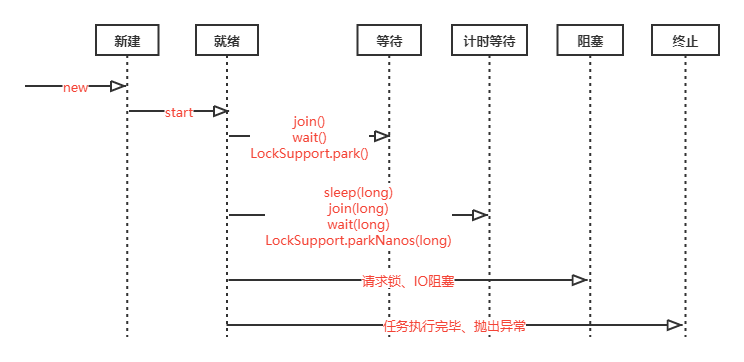 新建
就绪
等待
计时等待
阻塞
终止
new
start
join()
wait()
LockSupport.park()
sleep(long)
join(long)
wait(long)
LockSupport.parkNanos(long)
请求锁、IO阻塞
任务执行完毕、抛出异常